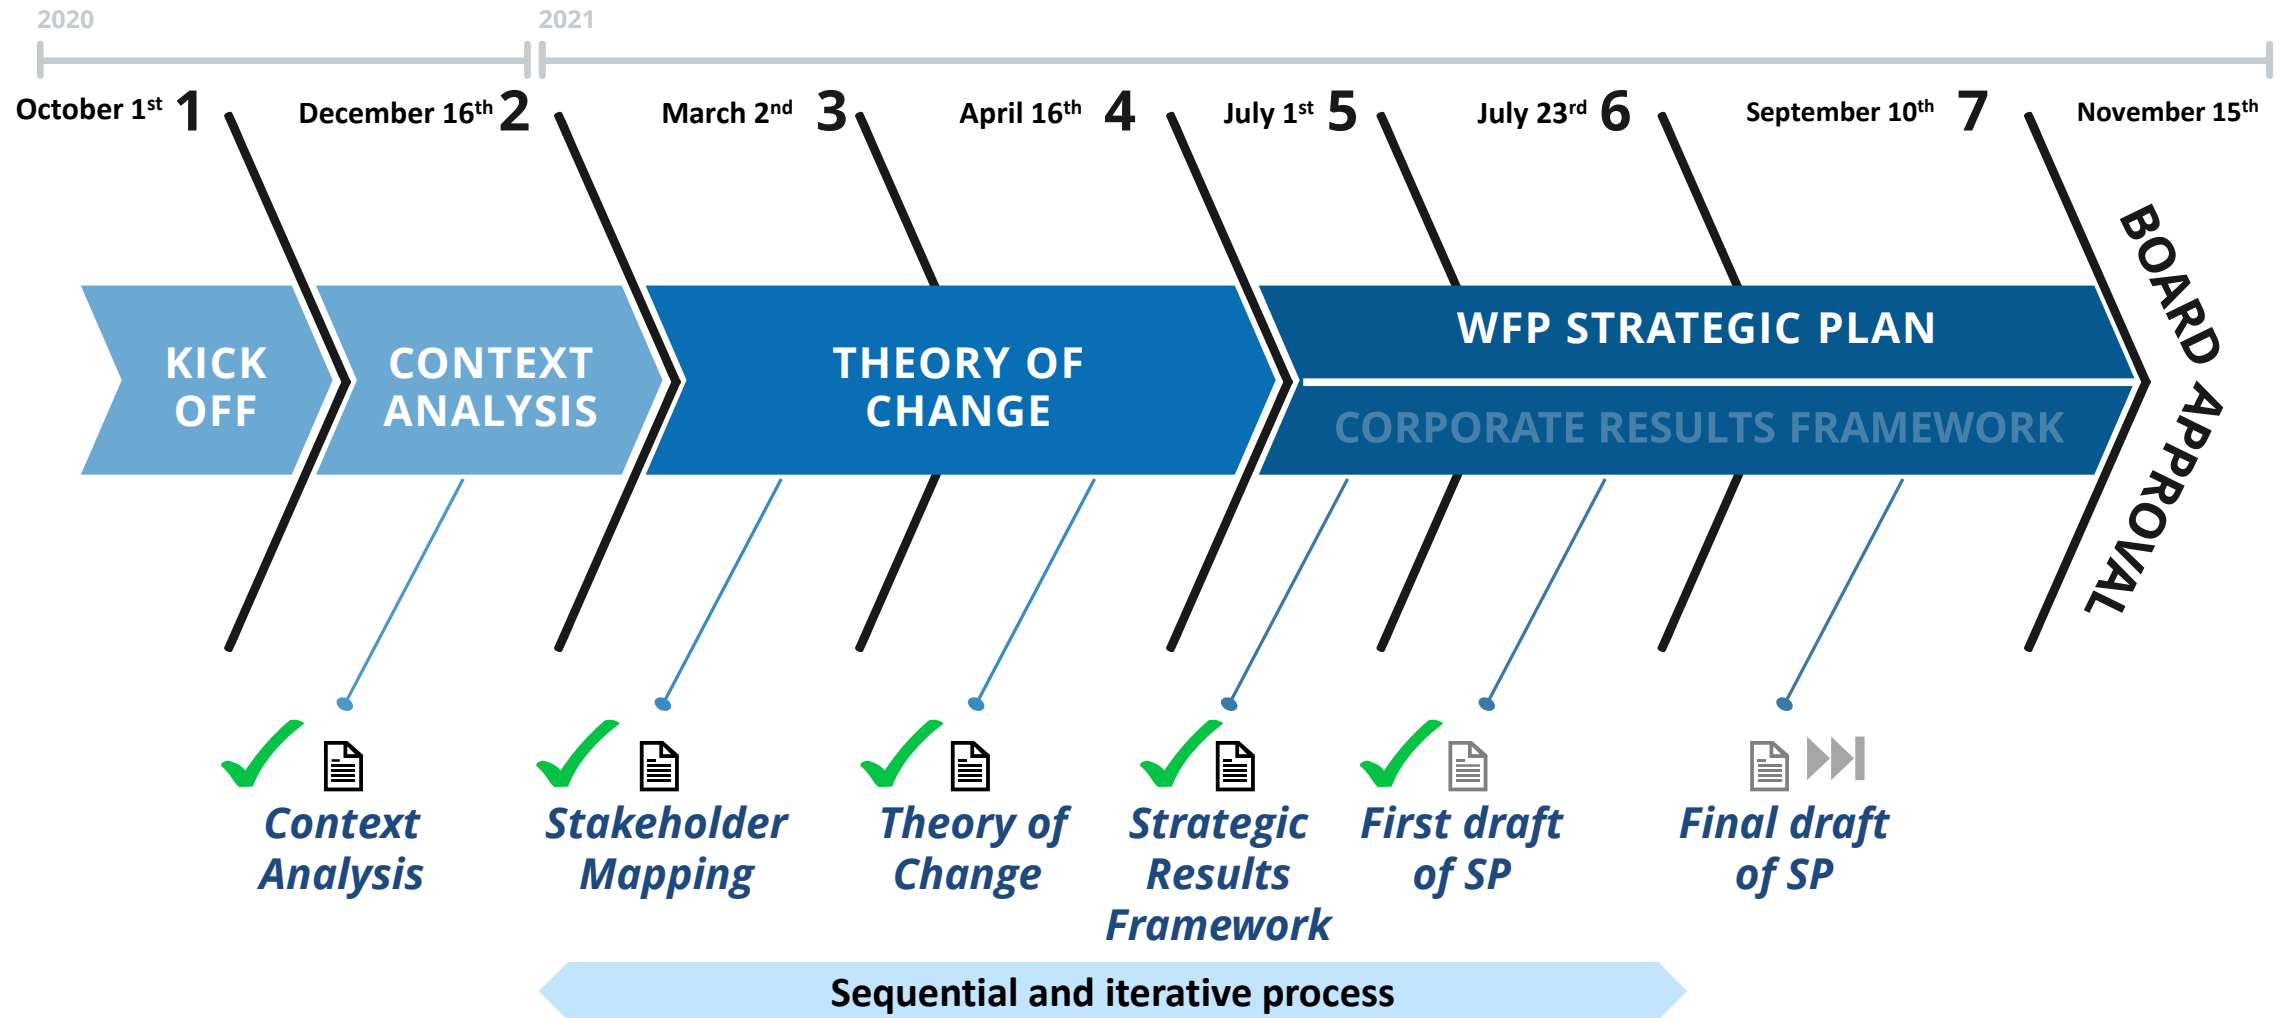 2020
2021
October 1st 1
December 16th 2
March 2nd 3
April 16th 4
July 1st 5
July 23rd 6
September 10th 7
November 15th
KICK
OFF
CONTEXT
ANALYSIS
THEORY OF
CHANGE
WFP STRATEGIC PLAN
CORPORATE RESULTS FRAMEWORK
BOARD APPROVAL
Context
Analysis
Stakeholder
Mapping
Theory of
Change
Strategic
Results
Framework
First draft
of SP
Final draft
of SP
Sequential and iterative process